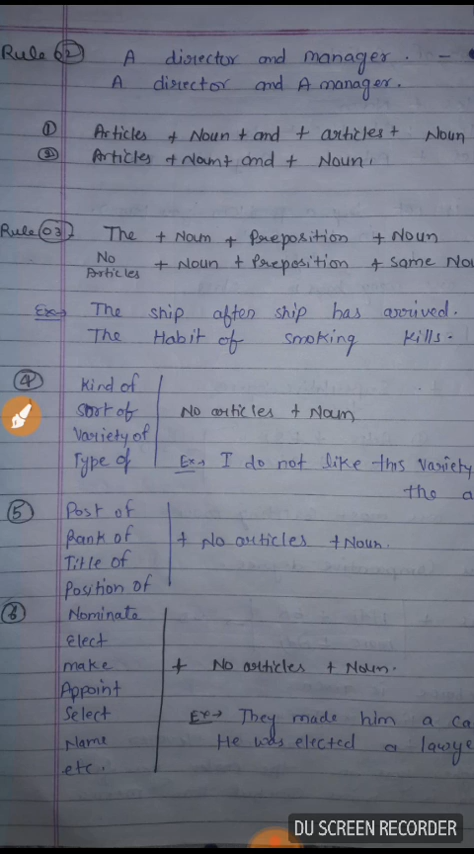 Rule 02 A director and manager. -
A director and A manager.
① Articles + Noun + and + articles + Noun
② Articles + Noun + and + Noun.
Rule 03. The + Noun + Preposition + Noun
No Articles + Noun + Preposition + Same Nou
Ex→ The ship after ship has arrived.
The Habit of smoking kills.
④ Kind of
Sort of No articles + Noun
Variety of
Type of Ex→ I do not like this variety
the a
⑤ Post of
Rank of + No articles + Noun.
Title of
Position of
⑥ Nominate
elect
make + No articles + Noun.
Appoint
Select Ex→ They made him a ca
Name He was elected a lawye
etc.
DU SCREEN RECORDER